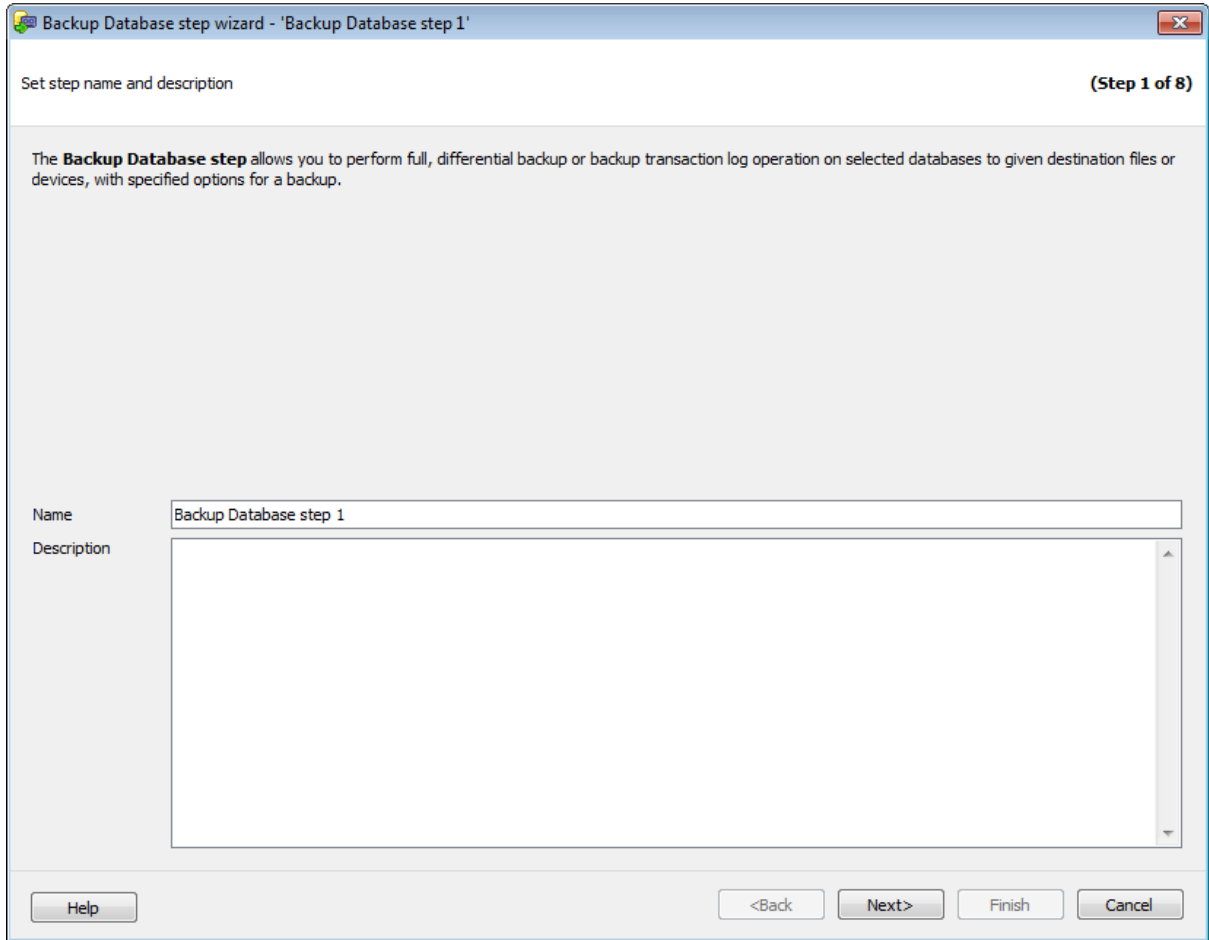 Backup Database step wizard - 'Backup Database step 1'
Set step name and description
(Step 1 of 8)
The Backup Database step allows you to perform full, differential backup or backup transaction log operation on selected databases to given destination files or
devices, with specified options for a backup.
Name
Backup Database step 1
Description
Help
<Back
Next>
Finish
Cancel